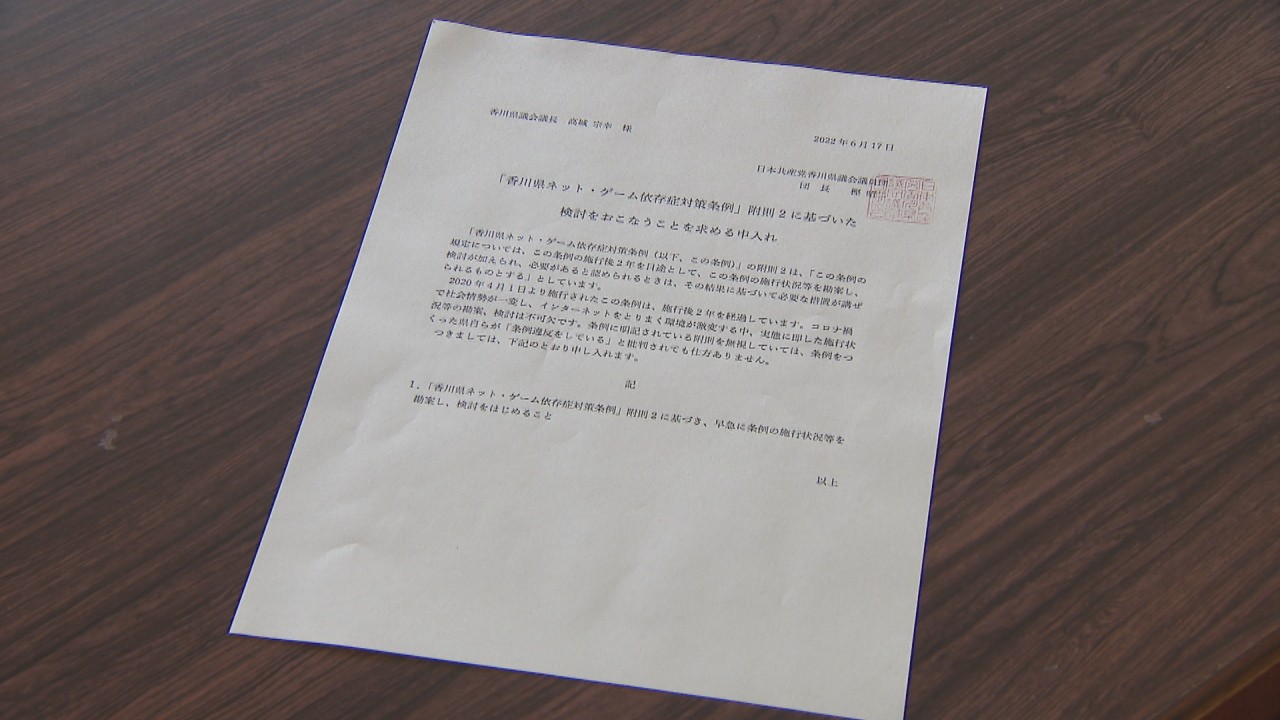 香川県議会議長　高城 宗幸　様
2022年6月17日
日本共産党香川県議会議員団
団　長　樫　昭
「香川県ネット・ゲーム依存症対策条例」附則２に基づいた
検討をおこなうことを求める申入れ
「香川県ネット・ゲーム依存症対策条例（以下、この条例）」の附則２は、「この条例の
規定については、この条例の施行後２年を目途として、この条例の施行状況等を勘案し、
検討が加えられ、必要があると認められるときは、その結果に基づいて必要な措置が講ぜ
られるものとする」としています。
2020年4月1日より施行されたこの条例は、施行後２年を経過しています。コロナ禍
で社会情勢が一変し、インターネットをとりまく環境が激変する中、実態に即した施行状
況等の勘案、検討は不可欠です。条例に明記されている附則を無視していては、条例をつ
くった県自らが「条例違反をしている」と批判されても仕方ありません。
つきましては、下記のとおり申し入れます。
記
１．「香川県ネット・ゲーム依存症対策条例」附則２に基づき、早急に条例の施行状況等を
勘案し、検討をはじめること
以上